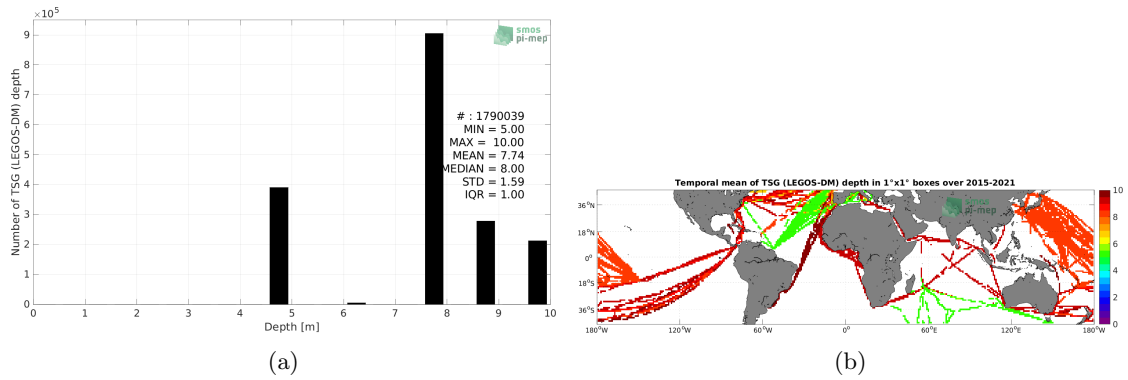 ×10⁵
9
8
7
6
5
4
3
2
1
0
Number of TSG (LEGOS-DM) depth
smos
pi-mep
# : 1790039
MIN = 5.00
MAX = 10.00
MEAN = 7.74
MEDIAN = 8.00
STD = 1.59
IQR = 1.00
0 1 2 3 4 5 6 7 8 9 10
Depth [m]
(a)
Temporal mean of TSG (LEGOS-DM) depth in 1°x1° boxes over 2015-2021
36°N
18°N
0°
18°S
36°S
smos
pi-mep
180°W 120°W 60°W 0° 60°E 120°E 180°W
10
8
6
4
2
0
(b)